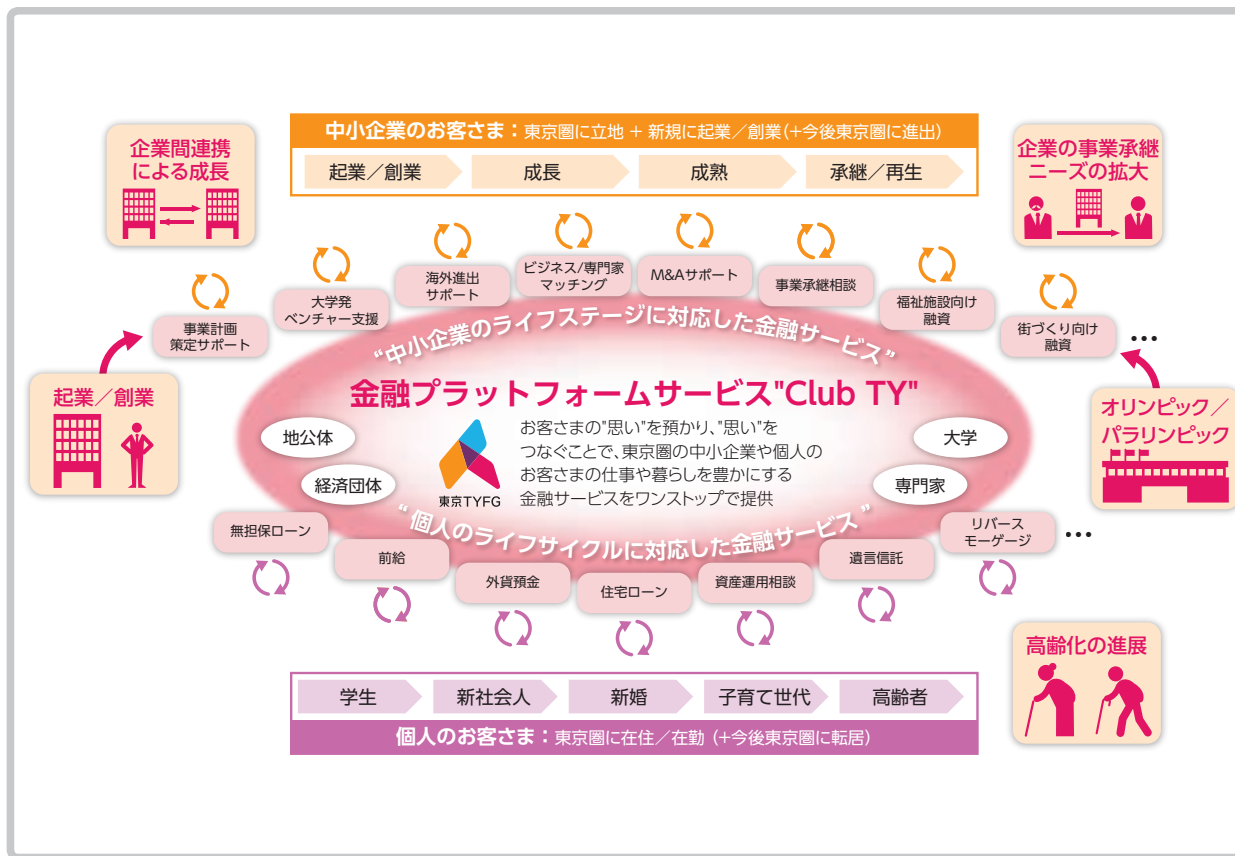 中小企業のお客さま：東京圏に立地 + 新規に起業／創業(+今後東京圏に進出)
起業／創業
成長
成熟
承継／再生
企業間連携
による成長
企業の事業承継
ニーズの拡大
事業計画
策定サポート
大学発
ベンチャー支援
海外進出
サポート
ビジネス/専門家
マッチング
M&Aサポート
事業承継相談
福祉施設向け
融資
街づくり向け
融資
…
起業／創業
オリンピック／
パラリンピック
“中小企業のライフステージに対応した金融サービス”
金融プラットフォームサービス"Club TY"
地公体
経済団体
東京TYFG
お客さまの"思い"を預かり、"思い"を
つなぐことで、東京圏の中小企業や個人の
お客さまの仕事や暮らしを豊かにする
金融サービスをワンストップで提供
大学
専門家
“個人のライフサイクルに対応した金融サービス”
無担保ローン
前給
外貨預金
住宅ローン
資産運用相談
遺言信託
リバース
モーゲージ
…
高齢化の進展
学生
新社会人
新婚
子育て世代
高齢者
個人のお客さま：東京圏に在住／在勤 (+今後東京圏に転居)